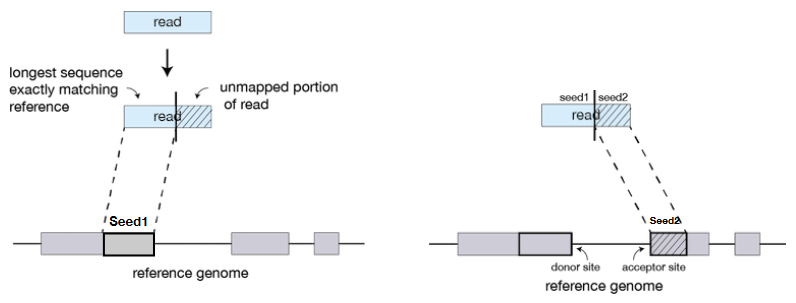 read
longest sequence
exactly matching
reference
unmapped portion
of read
read
Seed1
reference genome
seed1 seed2
read
Seed2
donor site
acceptor site
reference genome